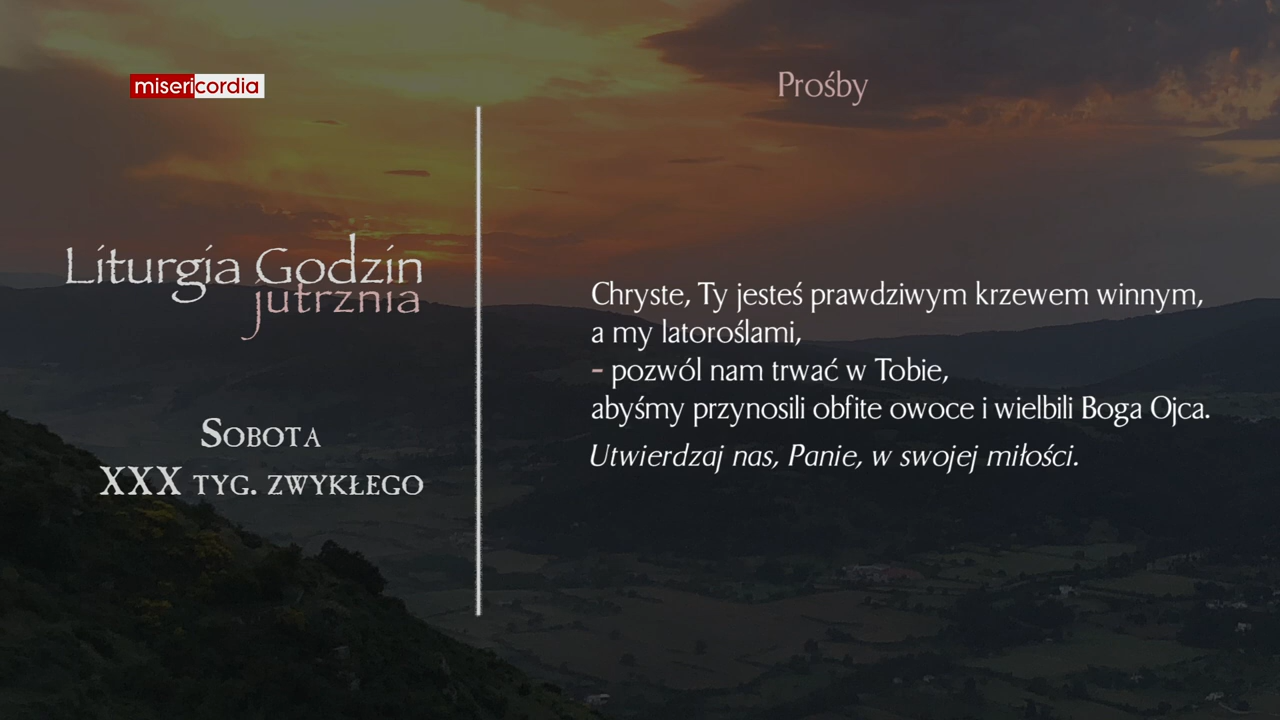 misericordia
Liturgia Godzin
jutrznia
Sobota
XXX tyg. zwykłego
Prośby
Chryste, Ty jesteś prawdziwym krzewem winnym,
a my latoroślami,
- pozwól nam trwać w Tobie,
abyśmy przynosili obfite owoce i wielbili Boga Ojca.
Utwierdzaj nas, Panie, w swojej miłości.